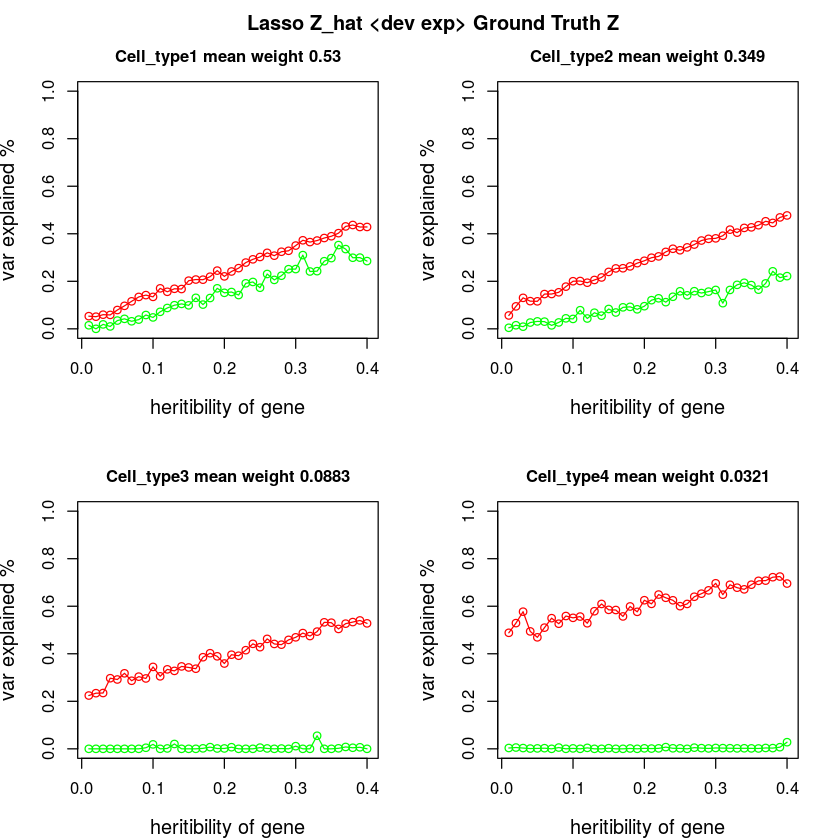 Lasso Z_hat <dev exp> Ground Truth Z
Cell_type1 mean weight 0.53
var explained %
0.0 0.2 0.4 0.6 0.8 1.0
0.0 0.1 0.2 0.3 0.4
heritibility of gene
Cell_type2 mean weight 0.349
var explained %
0.0 0.2 0.4 0.6 0.8 1.0
0.0 0.1 0.2 0.3 0.4
heritibility of gene
Cell_type3 mean weight 0.0883
var explained %
0.0 0.2 0.4 0.6 0.8 1.0
0.0 0.1 0.2 0.3 0.4
heritibility of gene
Cell_type4 mean weight 0.0321
var explained %
0.0 0.2 0.4 0.6 0.8 1.0
0.0 0.1 0.2 0.3 0.4
heritibility of gene